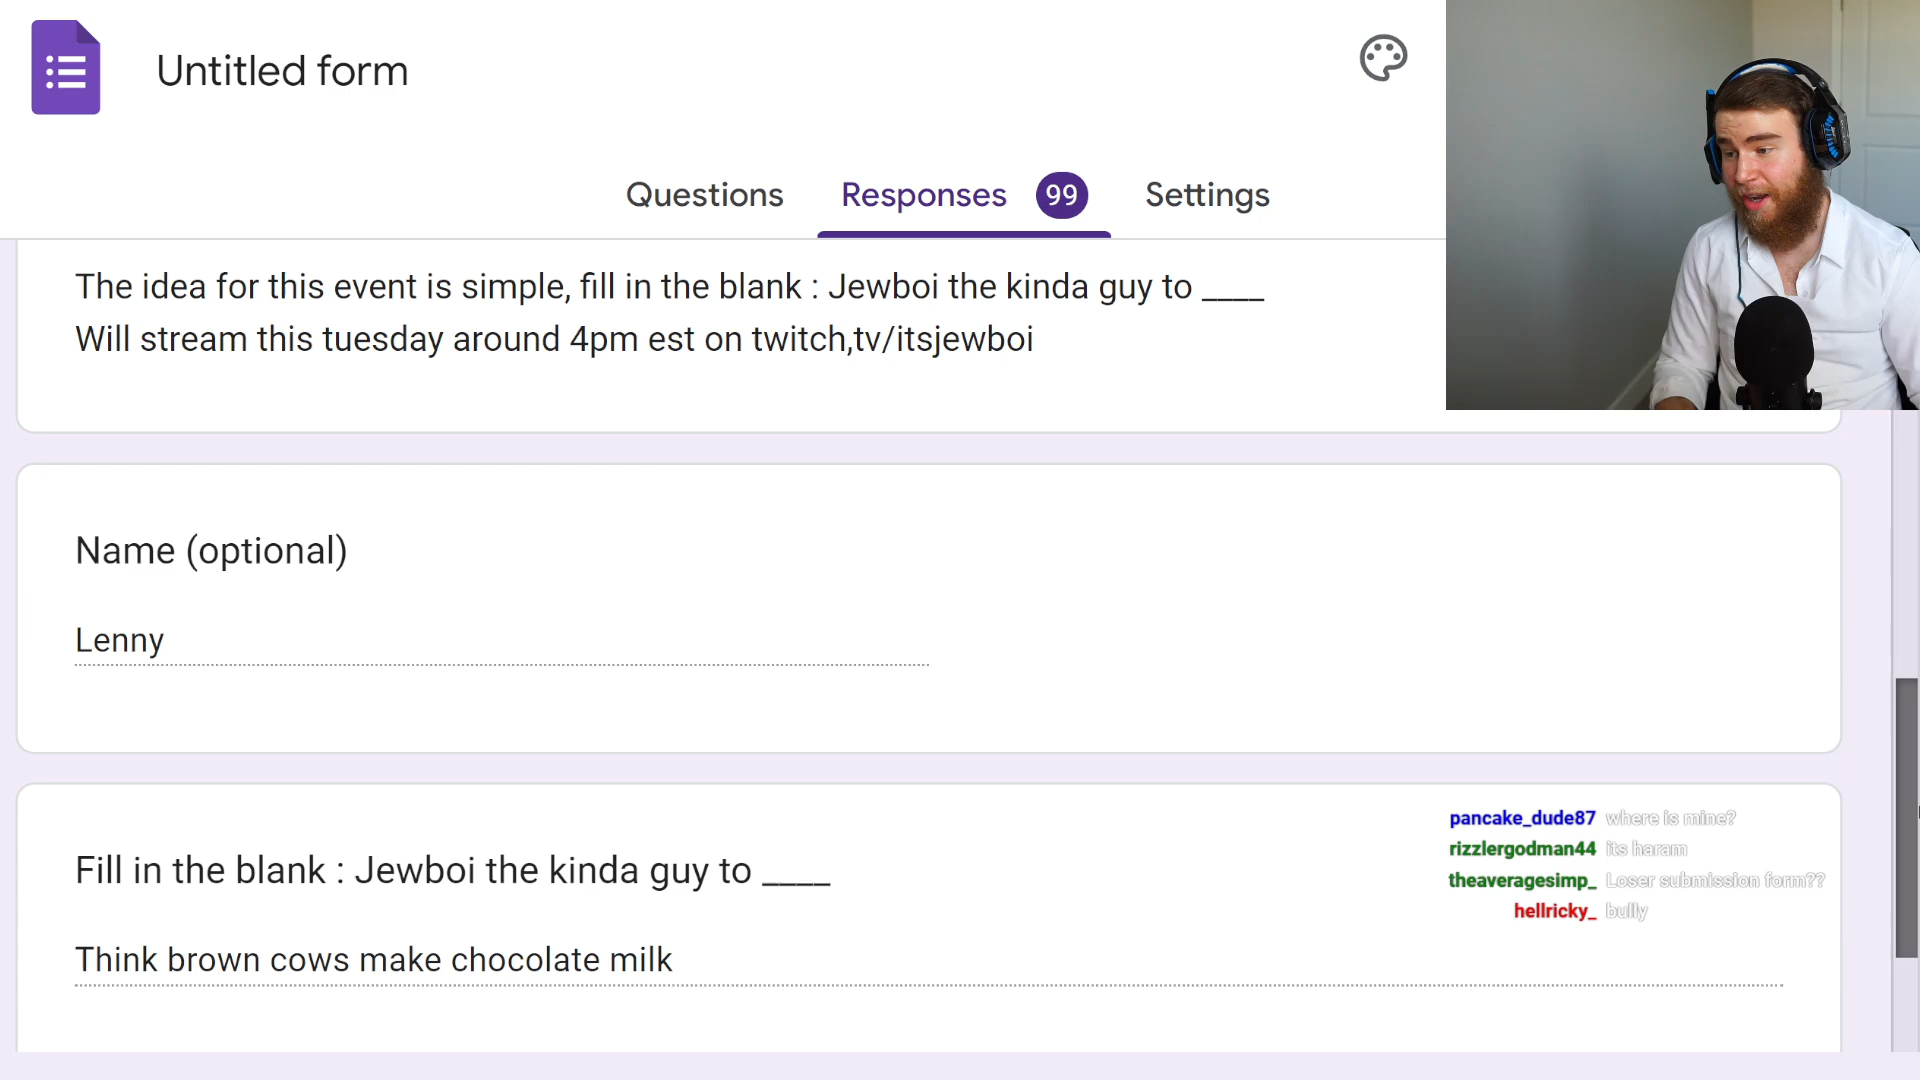 Untitled form
Questions Responses 99 Settings
The idea for this event is simple, fill in the blank : Jewboi the kinda guy to ____
Will stream this tuesday around 4pm est on twitch,tv/itsjewboi
Name (optional)
Lenny
Fill in the blank : Jewboi the kinda guy to ____
Think brown cows make chocolate milk
pancake_dude87 where is mine?
rizzlergodman44 its haram
theaveragesimp_ Loser submission form??
hellricky_ bully